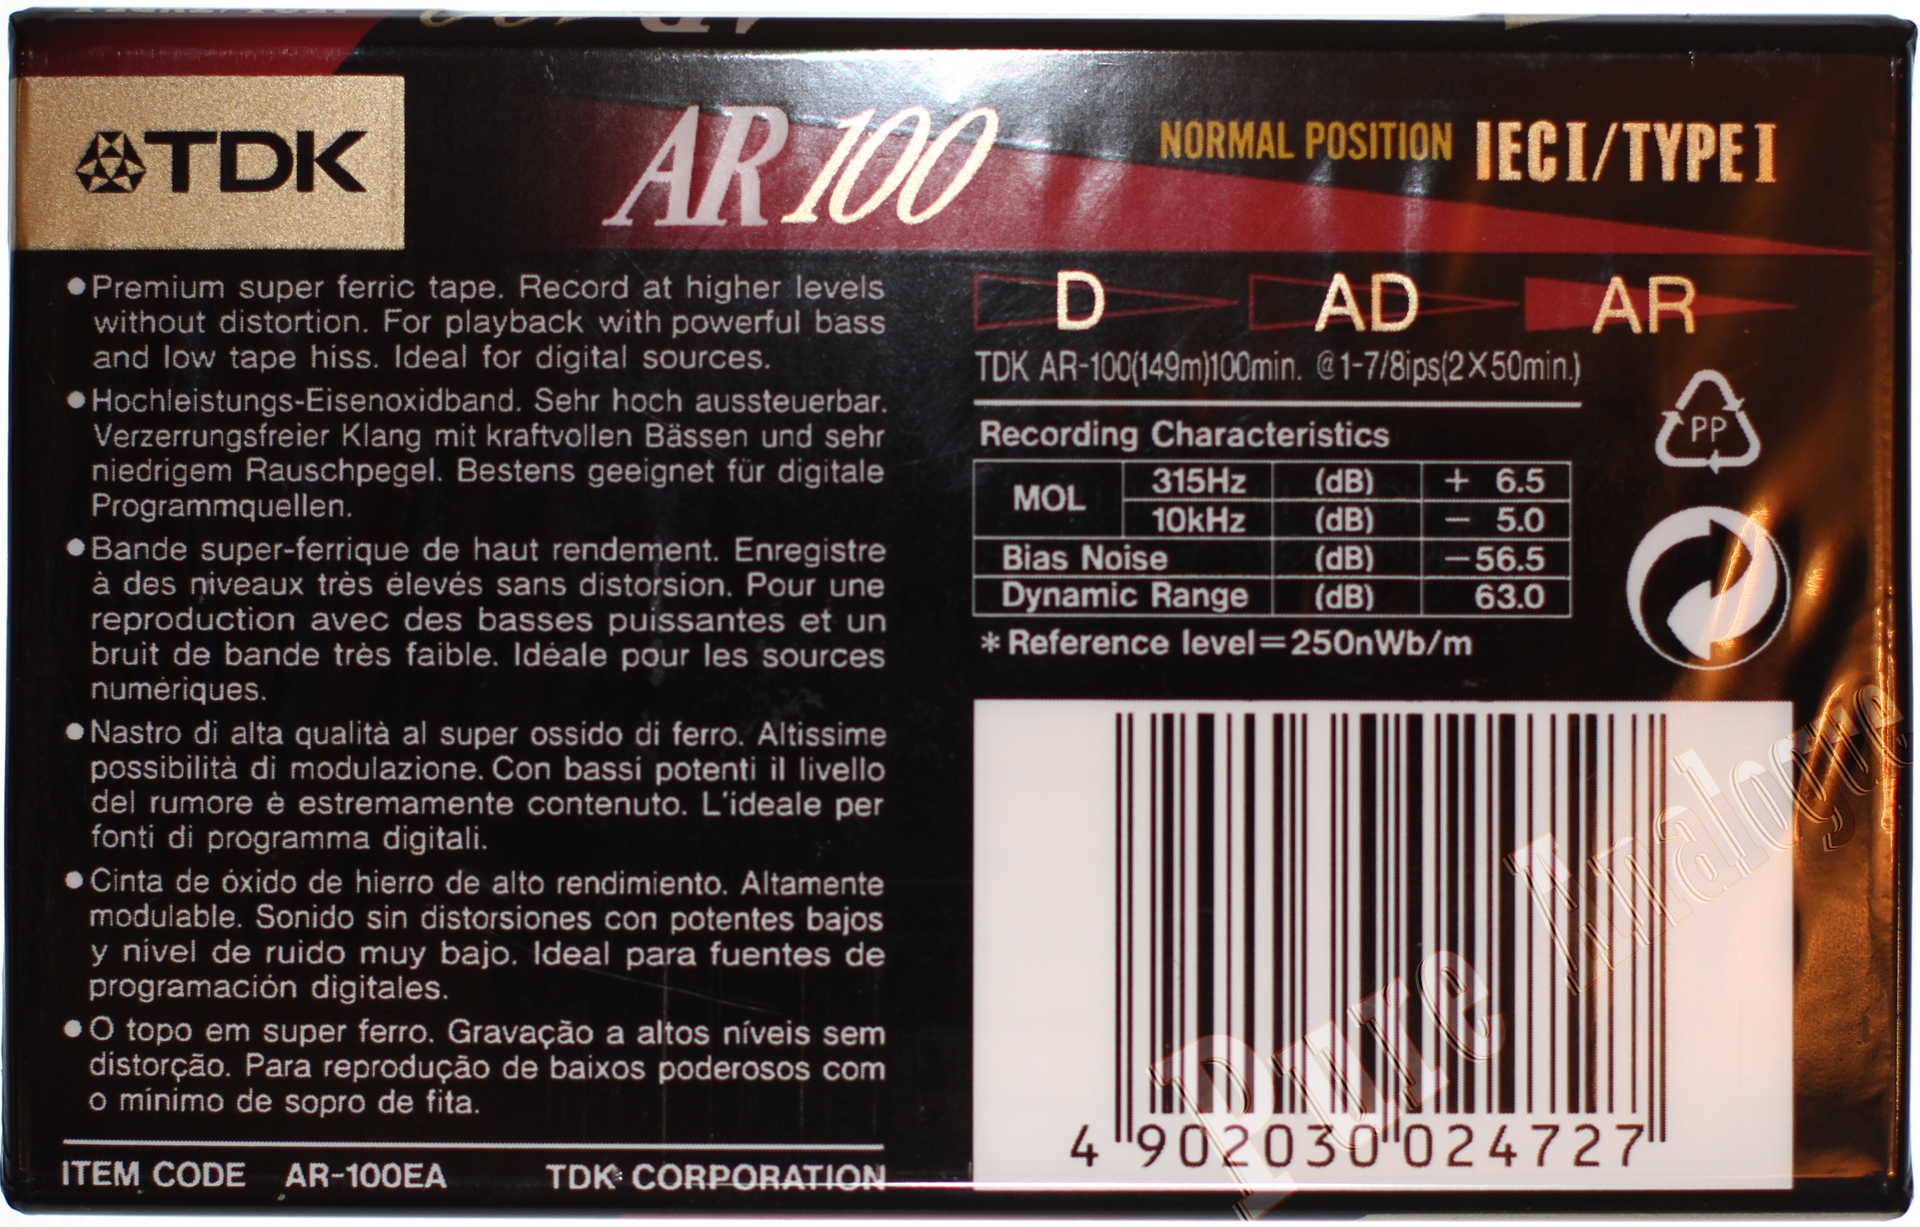 TDK
AR 100
NORMAL POSITION IEC I/TYPE I
●Premium super ferric tape. Record at higher levels
without distortion. For playback with powerful bass
and low tape hiss. Ideal for digital sources.
●Hochleistungs-Eisenoxidband. Sehr hoch aussteuerbar.
Verzerrungsfreier Klang mit kraftvollen Bässen und sehr
niedrigem Rauschpegel. Bestens geeignet für digitale
Programmquellen.
●Bande super-ferrique de haut rendement. Enregistre
à des niveaux très élevés sans distorsion. Pour une
reproduction avec des basses puissantes et un
bruit de bande très faible. Idéale pour les sources
numériques.
●Nastro di alta qualità al super ossido di ferro. Altissime
possibilità di modulazione. Con bassi potenti il livello
del rumore è estremamente contenuto. L'ideale per
fonti di programma digitali.
●Cinta de óxido de hierro de alto rendimiento. Altamente
modulable. Sonido sin distorsiones con potentes bajos
y nivel de ruido muy bajo. Ideal para fuentes de
programación digitales.
●O topo em super ferro. Gravação a altos níveis sem
distorção. Para reprodução de baixos poderosos com
o mínimo de sopro de fita.
ITEM CODE AR-100EA TDK CORPORATION
D AD AR
TDK AR-100(149m)100min. @1-7/8ips(2X50min.)
Recording Characteristics
MOL 315Hz (dB) + 6.5
10kHz (dB) − 5.0
Bias Noise (dB) −56.5
Dynamic Range (dB) 63.0
*Reference level=250nWb/m
PP
4 902030 024727
Pure Analogue